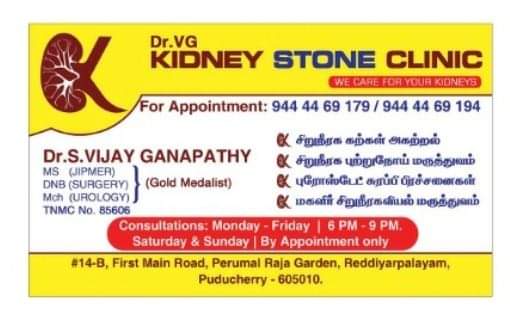 Dr.VG
KIDNEY STONE CLINIC
WE CARE FOR YOUR KIDNEYS
For Appointment: 944 44 69 179 / 944 44 69 194
Dr.S.VIJAY GANAPATHY
MS (JIPMER)
DNB (SURGERY)
Mch (UROLOGY)
(Gold Medalist)
TNMC No. 85606
சிறுநீரக கற்கள் அகற்றல்
சிறுநீரக புற்றுநோய் மருத்துவம்
புரோஸ்டேட் சுரப்பி பிரச்சனைகள்
மகளிர் சிறுநீரகவியல் மருத்துவம்
Consultations: Monday - Friday | 6 PM - 9 PM.
Saturday & Sunday | By Appointment only
#14-B, First Main Road, Perumal Raja Garden, Reddiyarpalayam,
Puducherry - 605010.